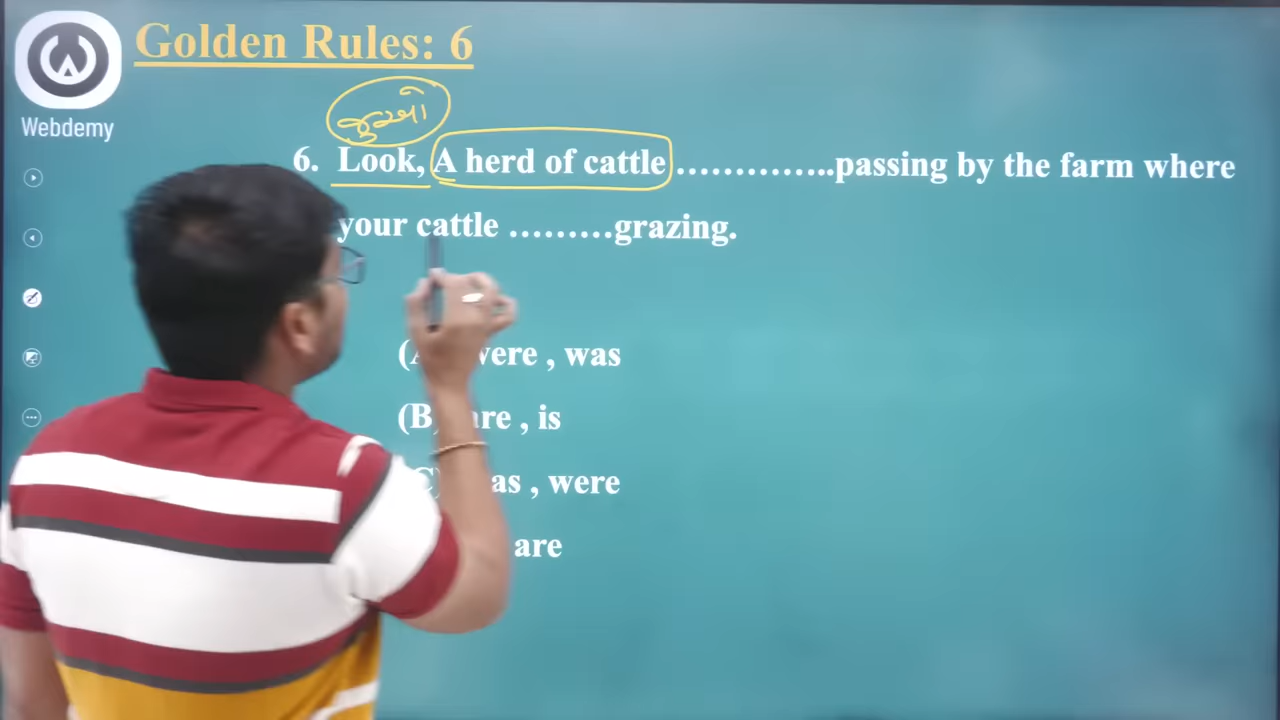 Golden Rules: 6
Webdemy
6. Look, A herd of cattle …………..passing by the farm where
your cattle ………grazing.
were , was
(B) are , is
as , were
are